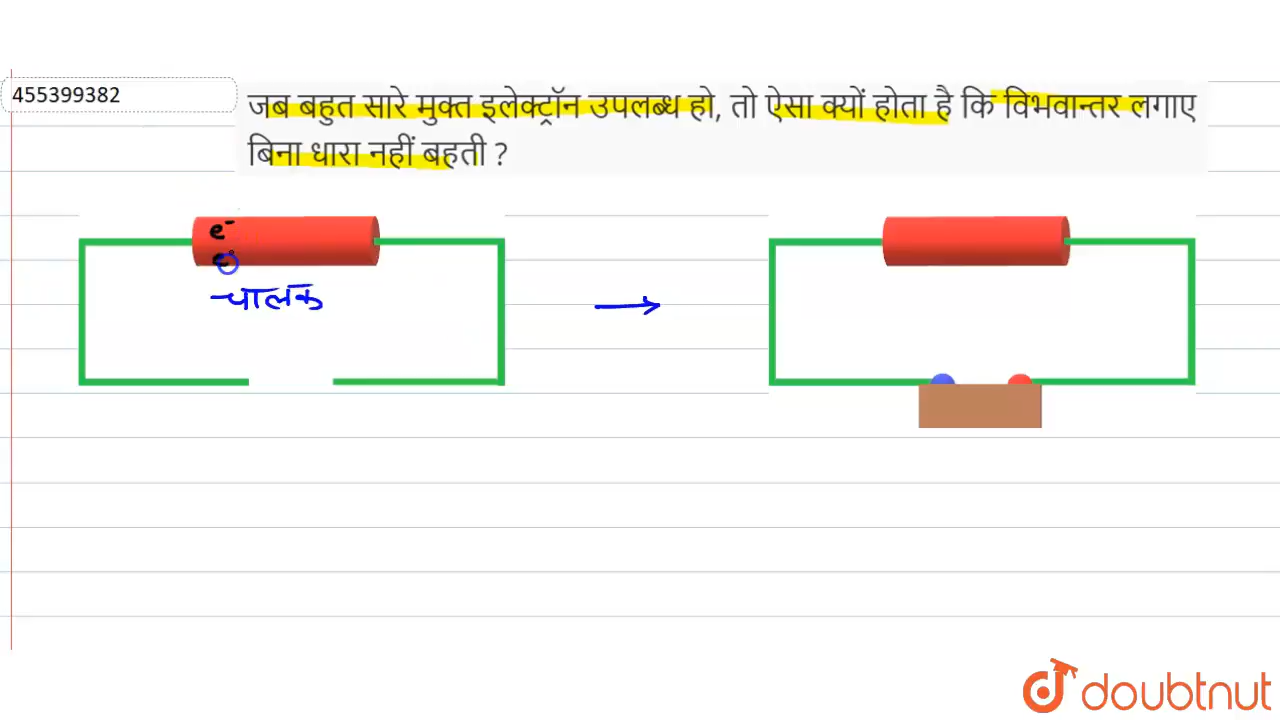 455399382
जब बहुत सारे मुक्त इलेक्ट्रॉन उपलब्ध हो, तो ऐसा क्यों होता है कि विभवान्तर लगाए
बिना धारा नहीं बहती ?
e⁻
e
चालक
doubtnut